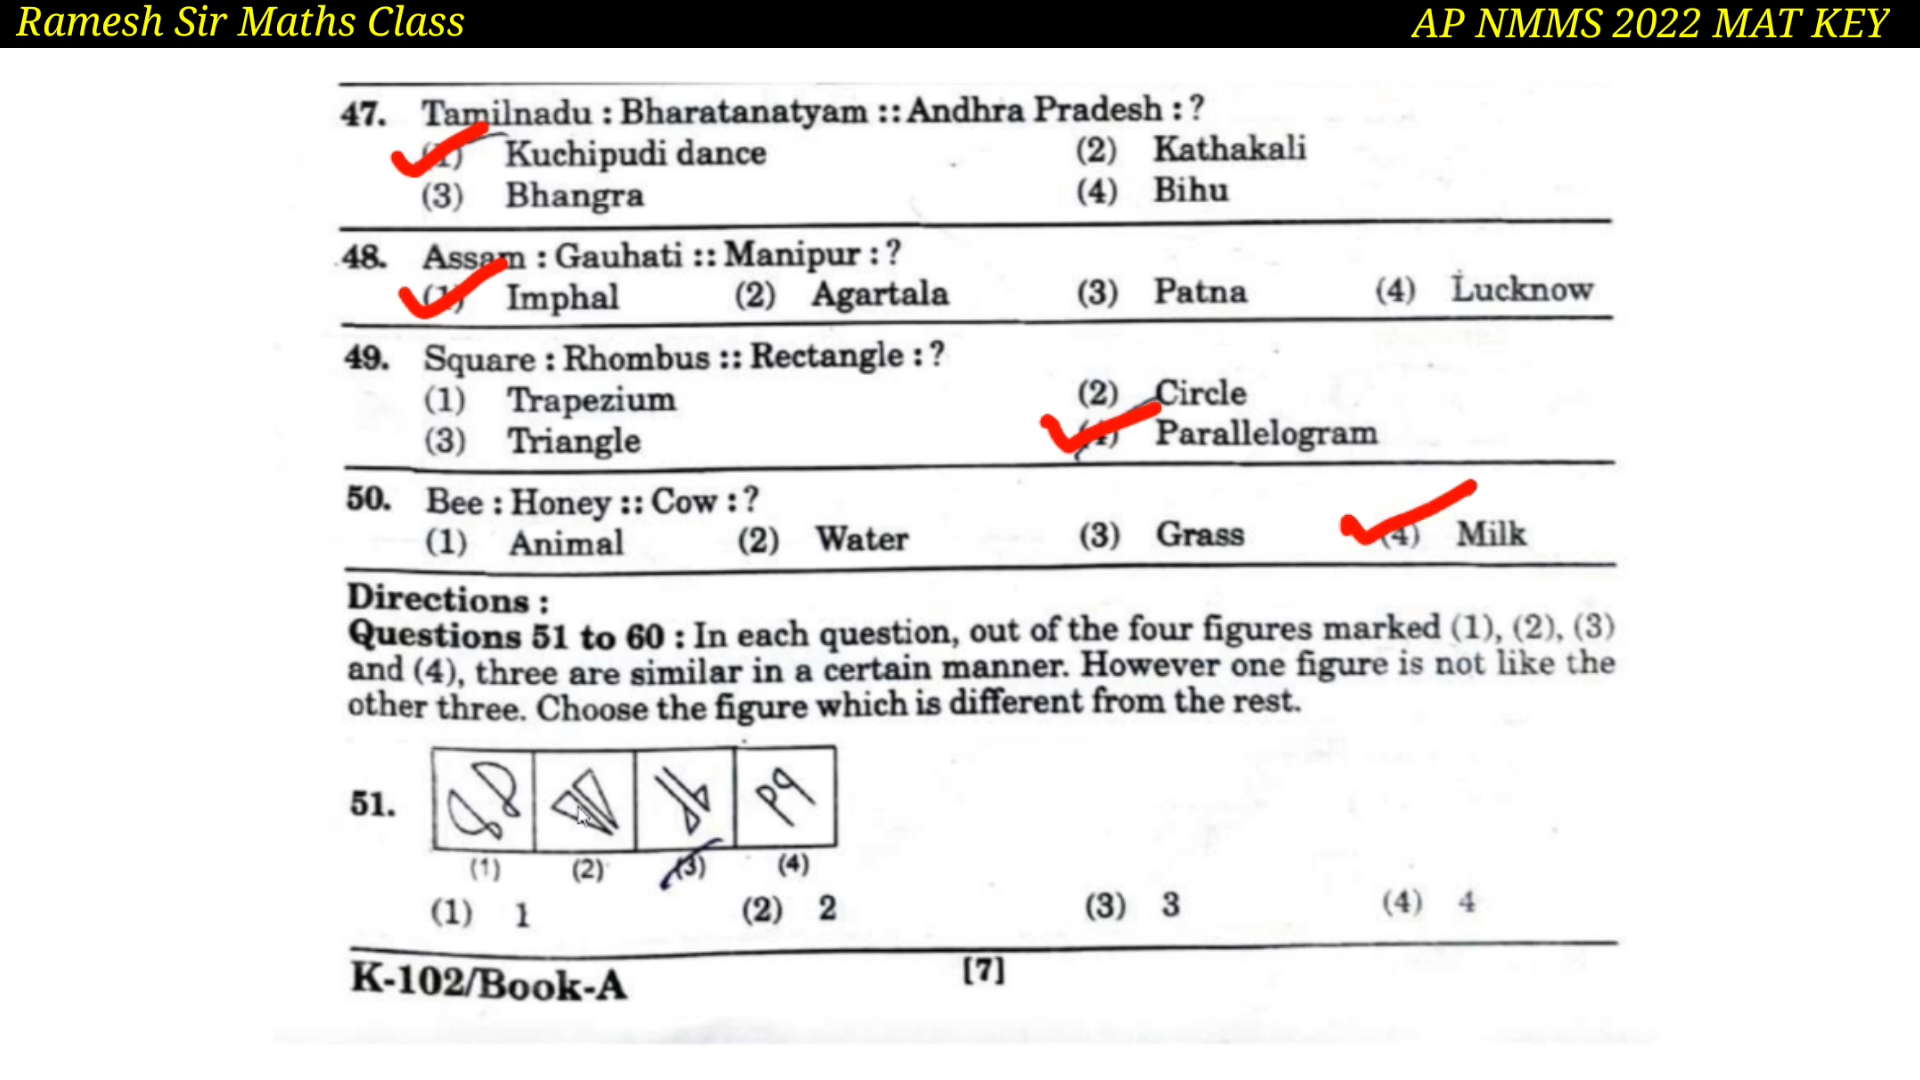 Ramesh Sir Maths Class
AP NMMS 2022 MAT KEY
47. Tamilnadu : Bharatanatyam :: Andhra Pradesh : ?
(1) Kuchipudi dance (2) Kathakali
(3) Bhangra (4) Bihu
48. Assam : Gauhati :: Manipur : ?
(1) Imphal (2) Agartala (3) Patna (4) Lucknow
49. Square : Rhombus :: Rectangle : ?
(1) Trapezium (2) Circle
(3) Triangle (4) Parallelogram
50. Bee : Honey :: Cow : ?
(1) Animal (2) Water (3) Grass (4) Milk
Directions :
Questions 51 to 60 : In each question, out of the four figures marked (1), (2), (3)
and (4), three are similar in a certain manner. However one figure is not like the
other three. Choose the figure which is different from the rest.
51.
(1) (2) (3) (4)
(1) 1 (2) 2 (3) 3 (4) 4
K-102/Book-A [7]